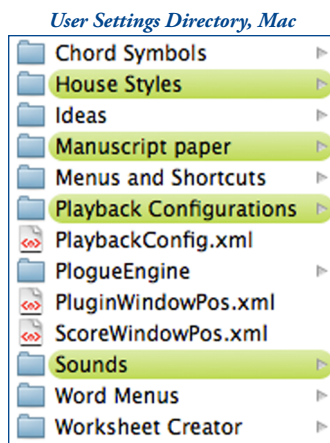 User Settings Directory, Mac
Chord Symbols
House Styles
Ideas
Manuscript paper
Menus and Shortcuts
Playback Configurations
PlaybackConfig.xml
PlogueEngine
PluginWindowPos.xml
ScoreWindowPos.xml
Sounds
Word Menus
Worksheet Creator